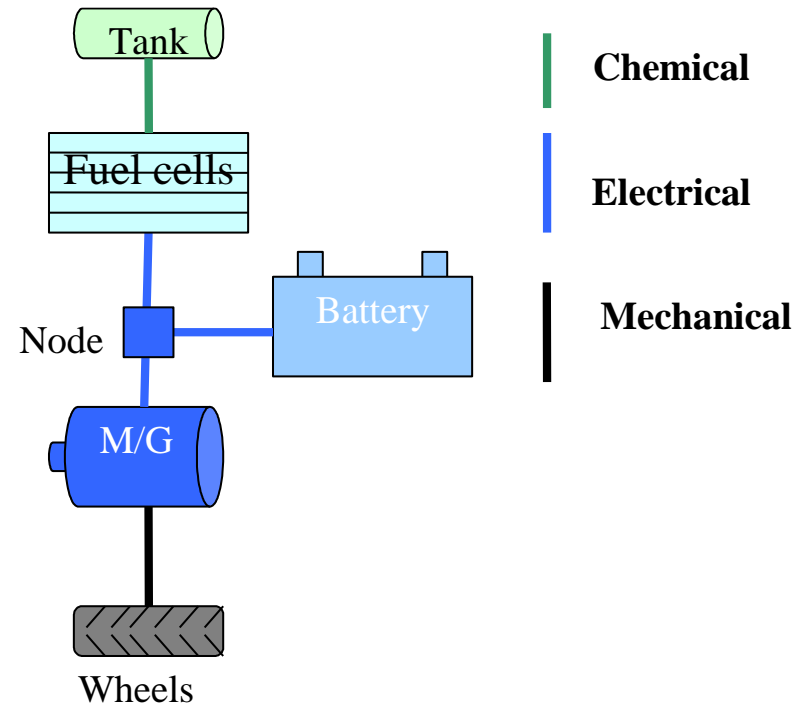 Tank
Chemical
Fuel cells
Electrical
Battery
Mechanical
Node
M/G
Wheels